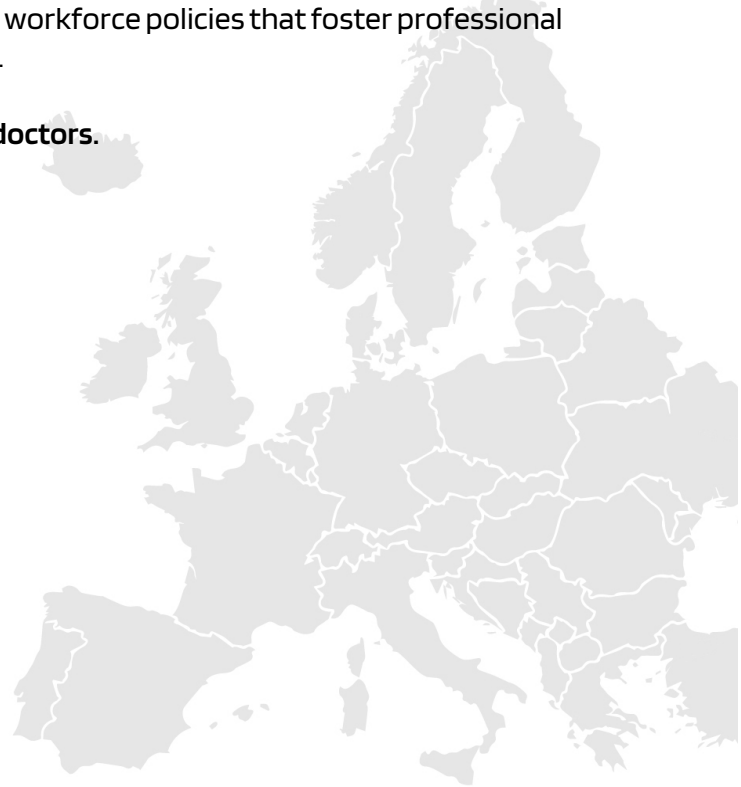 workforce policies that foster professional
.
doctors.